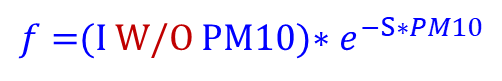 f =(I W/O PM10)* e^{-S*PM10}